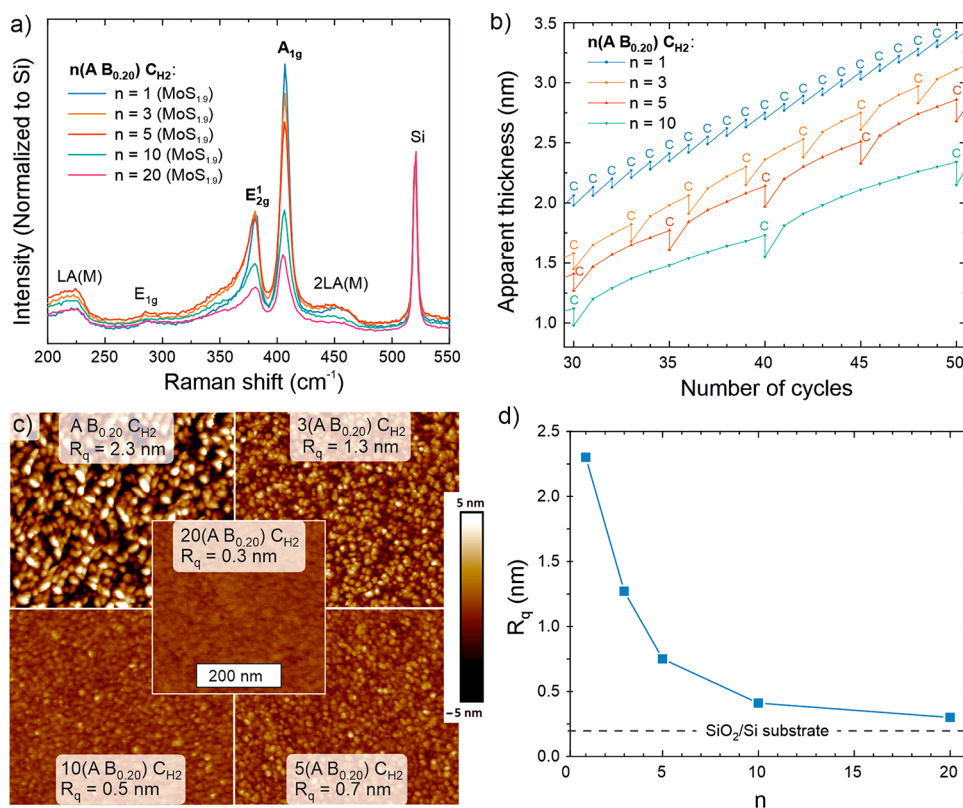 a)
n(A B0.20) CH2:
n = 1 (MoS1.9)
n = 3 (MoS1.9)
n = 5 (MoS1.9)
n = 10 (MoS1.9)
n = 20 (MoS1.9)
A1g
E¹2g
Si
LA(M)
E1g
2LA(M)
Intensity (Normalized to Si)
200 250 300 350 400 450 500 550
Raman shift (cm⁻¹)
b)
n(A B0.20) CH2:
n = 1
n = 3
n = 5
n = 10
C C C C C C C C C C C C C C C C C C C C C
C C C C C C C
C C C C C
C C C
Apparent thickness (nm)
3.5
3.0
2.5
2.0
1.5
1.0
30 35 40 45 50
Number of cycles
c)
A B0.20 CH2
Rq = 2.3 nm
3(A B0.20) CH2
Rq = 1.3 nm
20(A B0.20) CH2
Rq = 0.3 nm
200 nm
10(A B0.20) CH2
Rq = 0.5 nm
5(A B0.20) CH2
Rq = 0.7 nm
5 nm
−5 nm
d)
2.5
2.0
1.5
1.0
0.5
0.0
Rq (nm)
SiO2/Si substrate
0 5 10 15 20
n